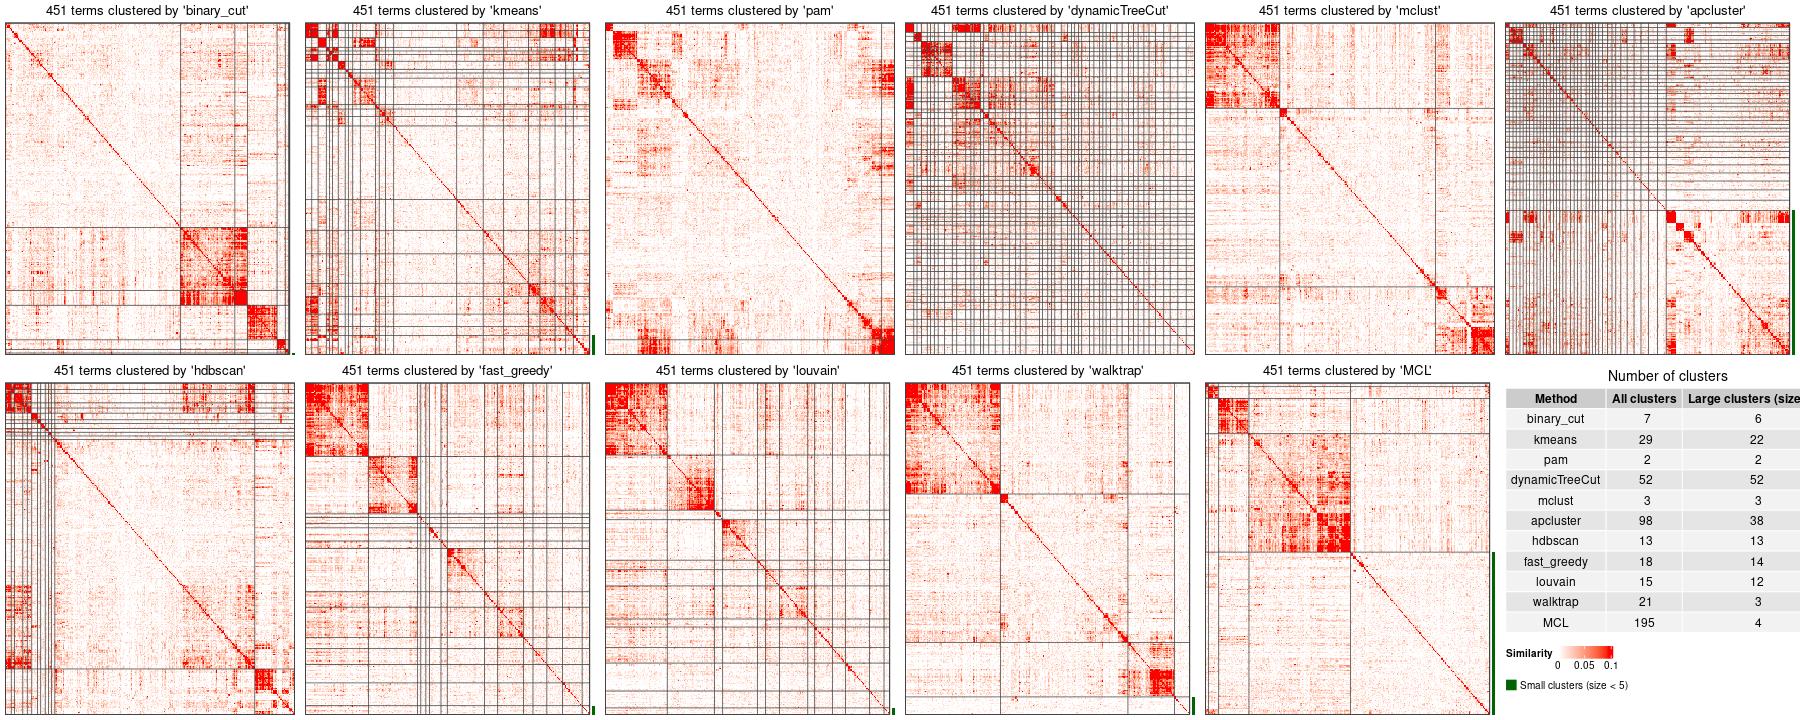 451 terms clustered by 'binary_cut'
451 terms clustered by 'kmeans'
451 terms clustered by 'pam'
451 terms clustered by 'dynamicTreeCut'
451 terms clustered by 'mclust'
451 terms clustered by 'apcluster'
451 terms clustered by 'hdbscan'
451 terms clustered by 'fast_greedy'
451 terms clustered by 'louvain'
451 terms clustered by 'walktrap'
451 terms clustered by 'MCL'
Number of clusters
Method All clusters Large clusters (size
binary_cut 7 6
kmeans 29 22
pam 2 2
dynamicTreeCut 52 52
mclust 3 3
apcluster 98 38
hdbscan 13 13
fast_greedy 18 14
louvain 15 12
walktrap 21 3
MCL 195 4
Similarity
0 0.05 0.1
Small clusters (size < 5)